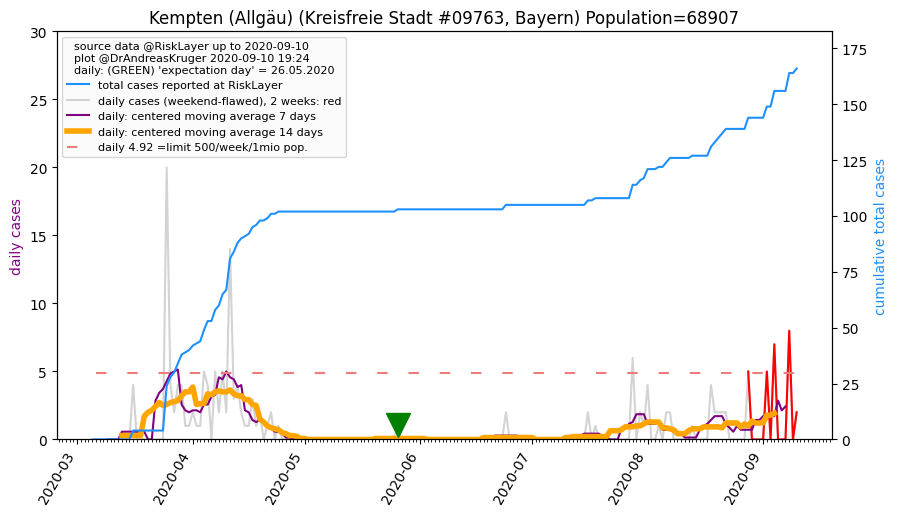 Kempten (Allgäu) (Kreisfreie Stadt #09763, Bayern) Population=68907
source data @RiskLayer up to 2020-09-10
plot @DrAndreasKruger 2020-09-10 19:24
daily: (GREEN) 'expectation day' = 26.05.2020
total cases reported at RiskLayer
daily cases (weekend-flawed), 2 weeks: red
daily: centered moving average 7 days
daily: centered moving average 14 days
daily 4.92 =limit 500/week/1mio pop.
daily cases
30
25
20
15
10
5
0
175
150
125
100
75
50
25
0
cumulative total cases
2020-03
2020-04
2020-05
2020-06
2020-07
2020-08
2020-09